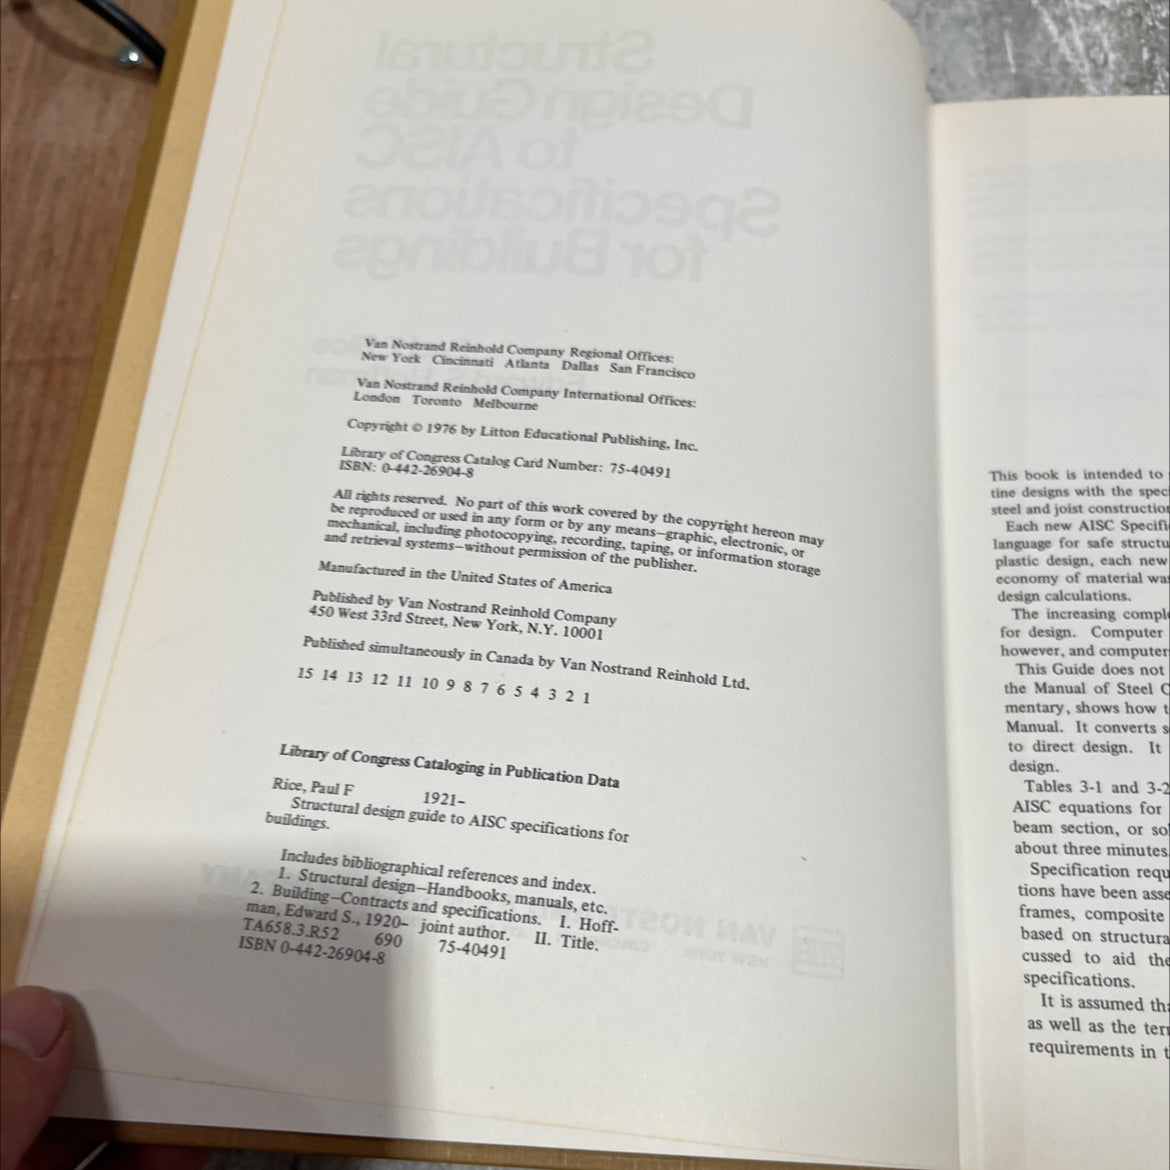 Structural
Design Guide
to AISC
Specifications
for Buildings
Van Nostrand Reinhold Company Regional Offices:
New York Cincinnati Atlanta Dallas San Francisco
Van Nostrand Reinhold Company International Offices:
London Toronto Melbourne
Copyright © 1976 by Litton Educational Publishing, Inc.
Library of Congress Catalog Card Number: 75-40491
ISBN: 0-442-26904-8
All rights reserved. No part of this work covered by the copyright hereon may
be reproduced or used in any form or by any means—graphic, electronic, or
mechanical, including photocopying, recording, taping, or information storage
and retrieval systems—without permission of the publisher.
Manufactured in the United States of America
Published by Van Nostrand Reinhold Company
450 West 33rd Street, New York, N.Y. 10001
Published simultaneously in Canada by Van Nostrand Reinhold Ltd.
15 14 13 12 11 10 9 8 7 6 5 4 3 2 1
Library of Congress Cataloging in Publication Data
Rice, Paul F 1921–
Structural design guide to AISC specifications for
buildings.
Includes bibliographical references and index.
1. Structural design—Handbooks, manuals, etc.
2. Building—Contracts and specifications. I. Hoff-
man, Edward S., 1920– joint author. II. Title.
TA658.3.R52 690 75-40491
ISBN 0-442-26904-8
This book is intended to
tine designs with the spec
steel and joist construction
Each new AISC Specifi
language for safe structu
plastic design, each new
economy of material was
design calculations.
The increasing comple
for design. Computer
however, and computer
This Guide does not
the Manual of Steel C
mentary, shows how t
Manual. It converts s
to direct design. It
design.
Tables 3-1 and 3-2
AISC equations for
beam section, or so
about three minutes
Specification requ
tions have been asse
frames, composite
based on structura
cussed to aid the
specifications.
It is assumed tha
as well as the ter
requirements in t